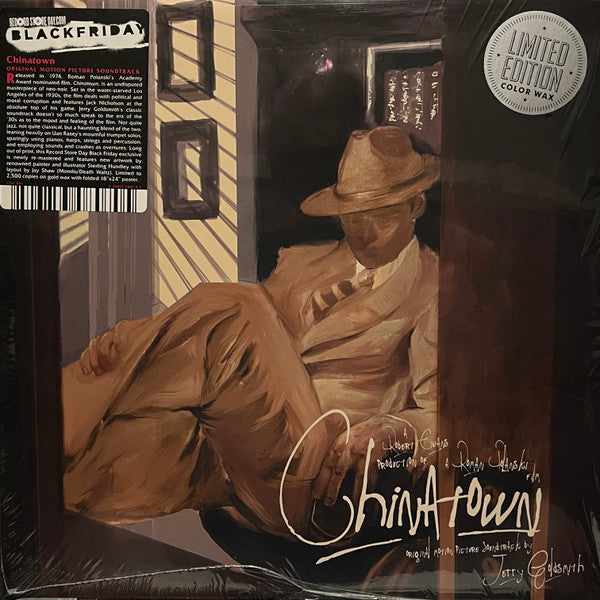 RECORD STORE DAY.COM
BLACKFRIDAY
Chinatown
ORIGINAL MOTION PICTURE SOUNDTRACK
Released in 1974, Roman Polanski's Academy
Award nominated film, Chinatown, is an undisputed
masterpiece of neo-noir. Set in the water-starved Los
Angeles of the 1930s, the film deals with political and
moral corruption and features Jack Nicholson at the
absolute top of his game. Jerry Goldsmith's classic
soundtrack doesn't so much speak to the era of the
'30s as to the mood and feeling of the film. Not quite
jazz, not quite classical, but a haunting blend of the two,
leaning heavily on Uan Rasey's mournful trumpet solos,
sparingly using pianos, harps, strings and percussion,
and employing sounds and crashes as overtures. Long
out of print, this Record Store Day Black Friday exclusive
is newly re-mastered and features new artwork by
renowned painter and illustrator Sterling Hundley with
layout by Jay Shaw (Mondo/Death Waltz). Limited to
2,500 copies on gold wax with folded 18"x24" poster.
LIMITED
EDITION
COLOR WAX
A
Robert Evans
Production of a Roman Polanski
film
Chinatown
original motion picture soundtrack by
Jerry Goldsmith